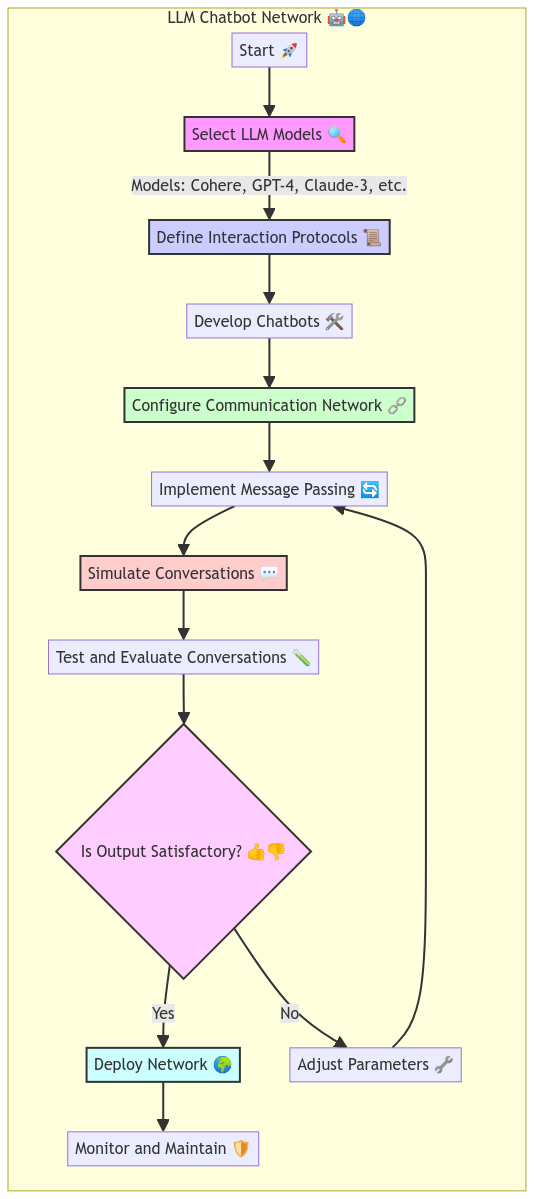 LLM Chatbot Network 🤖🌐
Start 🚀
Select LLM Models 🔍
Models: Cohere, GPT-4, Claude-3, etc.
Define Interaction Protocols 📜
Develop Chatbots 🛠️
Configure Communication Network 🔗
Implement Message Passing 🔄
Simulate Conversations 💬
Test and Evaluate Conversations 🧪
Is Output Satisfactory? 👍👎
Yes
No
Deploy Network 🌍
Adjust Parameters 🔧
Monitor and Maintain 🛡️